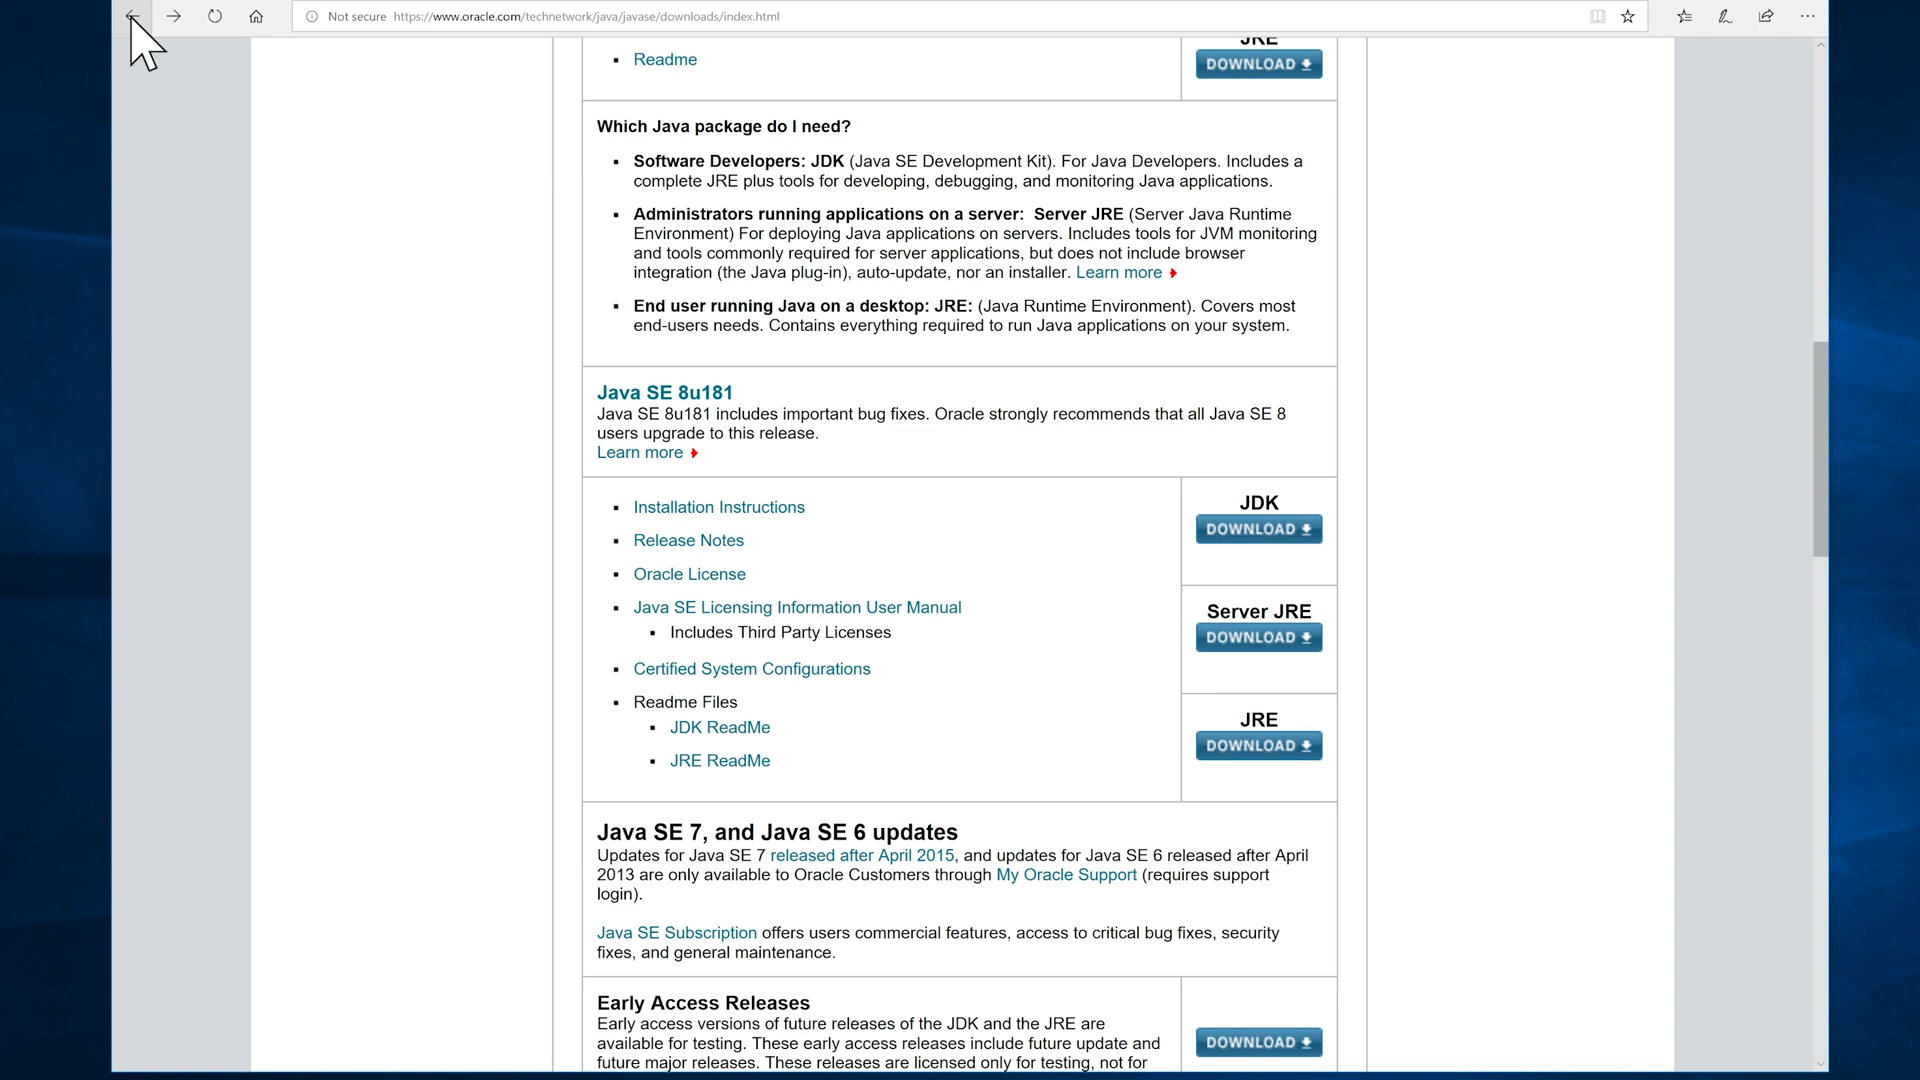 Not secure https://www.oracle.com/technetwork/java/javase/downloads/index.html
JRE
Readme
DOWNLOAD
Which Java package do I need?
Software Developers: JDK (Java SE Development Kit). For Java Developers. Includes a
complete JRE plus tools for developing, debugging, and monitoring Java applications.
Administrators running applications on a server: Server JRE (Server Java Runtime
Environment) For deploying Java applications on servers. Includes tools for JVM monitoring
and tools commonly required for server applications, but does not include browser
integration (the Java plug-in), auto-update, nor an installer. Learn more
End user running Java on a desktop: JRE: (Java Runtime Environment). Covers most
end-users needs. Contains everything required to run Java applications on your system.
Java SE 8u181
Java SE 8u181 includes important bug fixes. Oracle strongly recommends that all Java SE 8
users upgrade to this release.
Learn more
Installation Instructions
Release Notes
Oracle License
Java SE Licensing Information User Manual
Includes Third Party Licenses
Certified System Configurations
Readme Files
JDK ReadMe
JRE ReadMe
JDK
DOWNLOAD
Server JRE
DOWNLOAD
JRE
DOWNLOAD
Java SE 7, and Java SE 6 updates
Updates for Java SE 7 released after April 2015, and updates for Java SE 6 released after April
2013 are only available to Oracle Customers through My Oracle Support (requires support
login).
Java SE Subscription offers users commercial features, access to critical bug fixes, security
fixes, and general maintenance.
Early Access Releases
Early access versions of future releases of the JDK and the JRE are
available for testing. These early access releases include future update and
future major releases. These releases are licensed only for testing, not for
DOWNLOAD